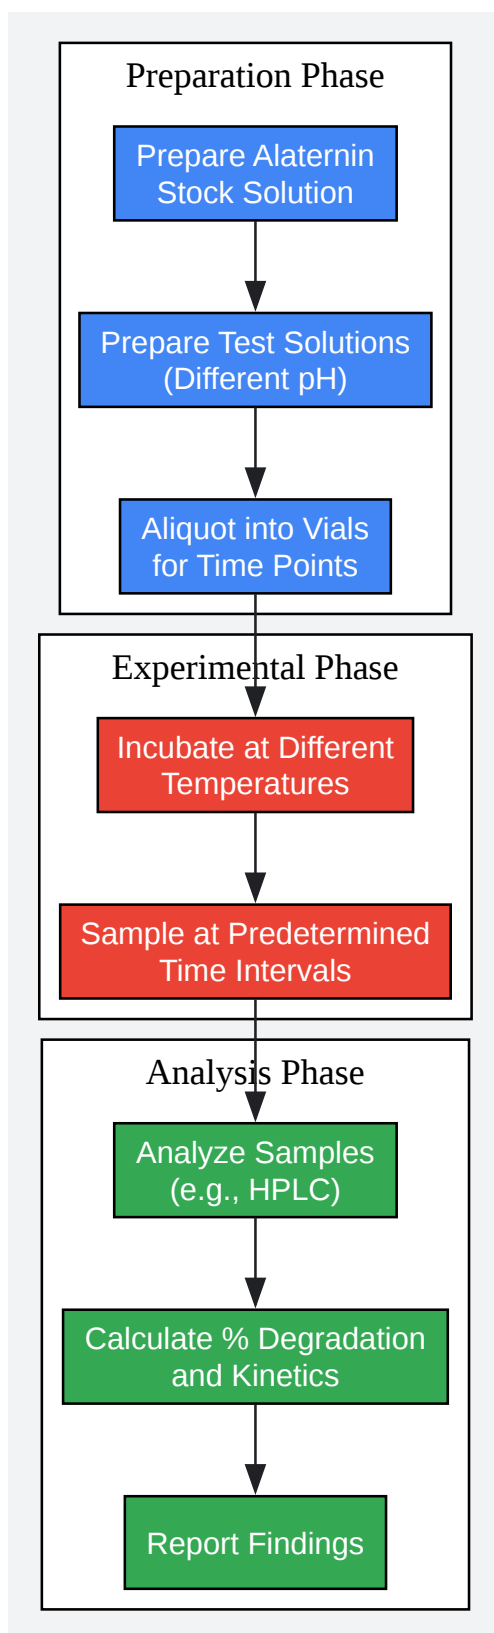 Preparation Phase
Prepare Alaternin
Stock Solution
Prepare Test Solutions
(Different pH)
Aliquot into Vials
for Time Points
Experimental Phase
Incubate at Different
Temperatures
Sample at Predetermined
Time Intervals
Analysis Phase
Analyze Samples
(e.g., HPLC)
Calculate % Degradation
and Kinetics
Report Findings